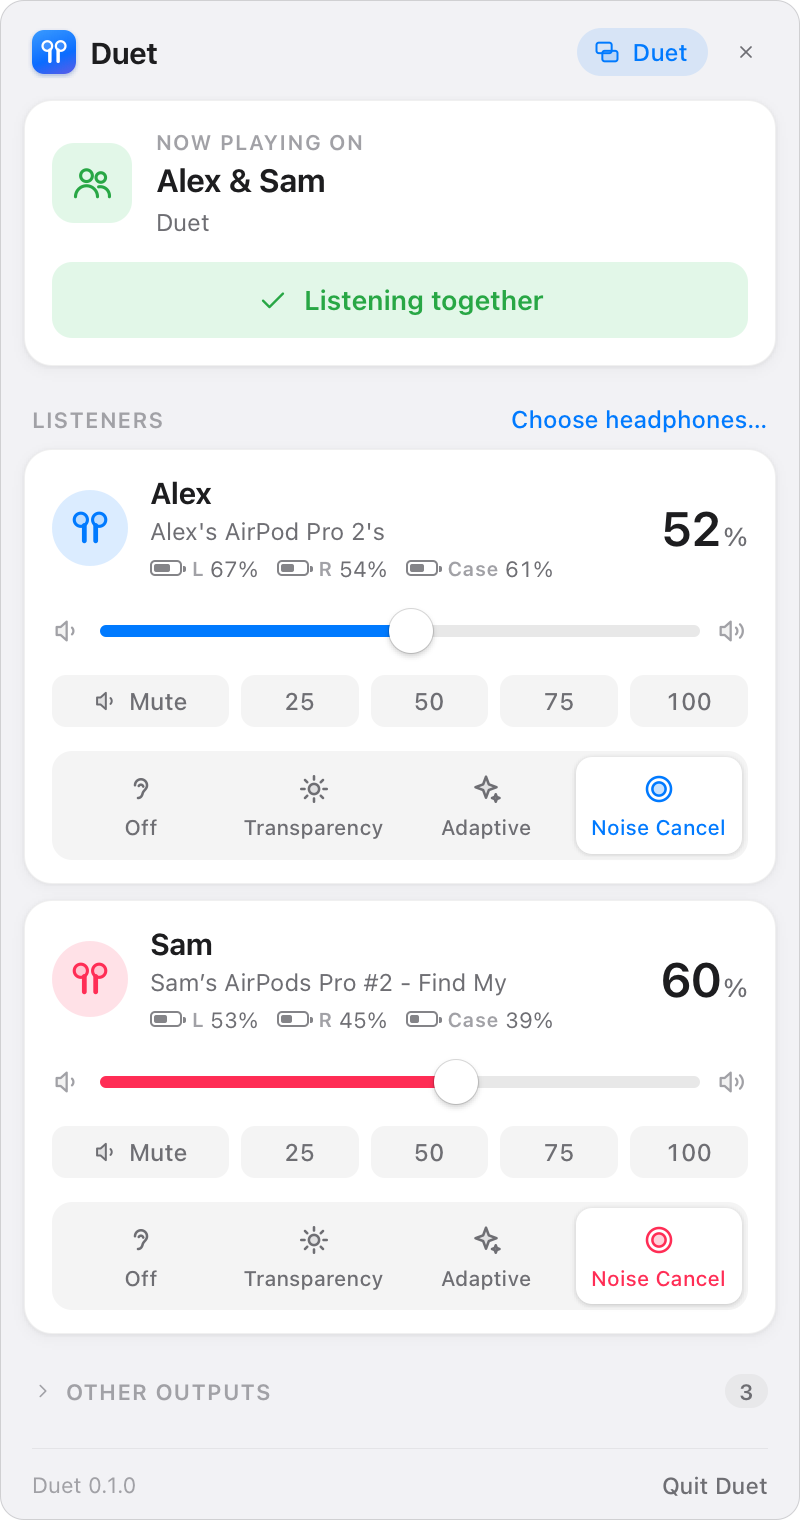 Duet
Duet
NOW PLAYING ON
Alex & Sam
Duet
Listening together
LISTENERS
Choose headphones...
Alex
Alex's AirPod Pro 2's
52%
L 67% R 54% Case 61%
Mute 25 50 75 100
Off Transparency Adaptive Noise Cancel
Sam
Sam’s AirPods Pro #2 - Find My
60%
L 53% R 45% Case 39%
Mute 25 50 75 100
Off Transparency Adaptive Noise Cancel
OTHER OUTPUTS 3
Duet 0.1.0
Quit Duet